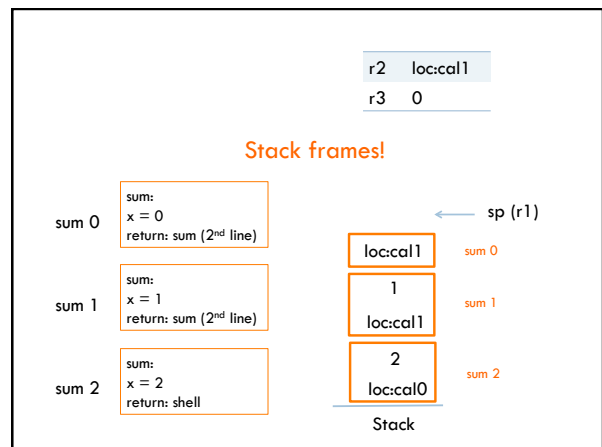 r2 loc:cal1
r3 0
Stack frames!
sum 0
sum:
x = 0
return: sum (2nd line)
sum 1
sum:
x = 1
return: sum (2nd line)
sum 2
sum:
x = 2
return: shell
sp (r1)
loc:cal1
sum 0
1
loc:cal1
sum 1
2
loc:cal0
sum 2
Stack